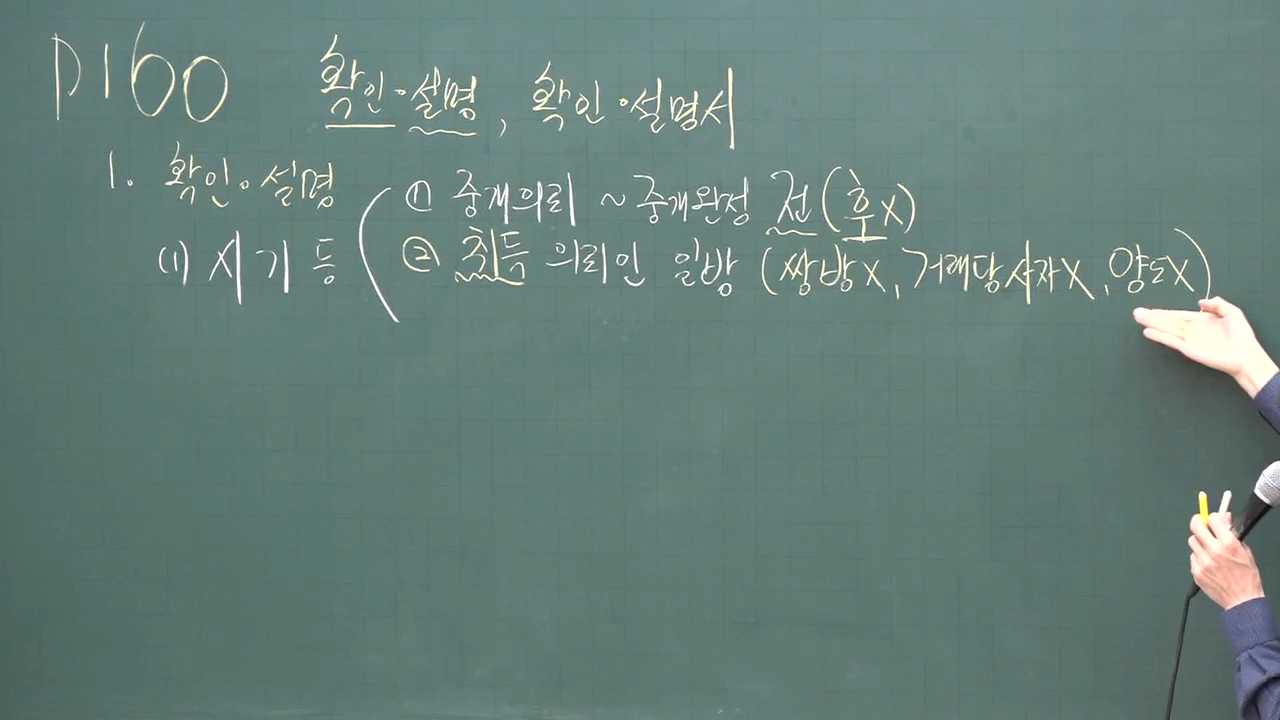 P160 확인·설명, 확인·설명서
1. 확인·설명
(1) 시기 등
① 중개의뢰 ~ 중개완정 전(후X)
② 취득 의뢰인 일방 (쌍방X, 거래당사자X, 양도X)